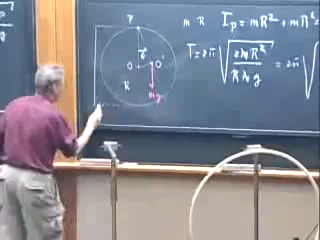 m R I_p = mR² + mR²
P
T = 2π √(2mR²/Rmg) = 2π √
b
O O'
R
mg